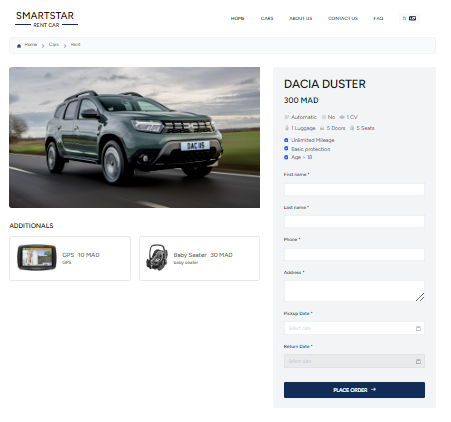 SMARTSTAR
RENT CAR
HOME CARS ABOUT US CONTACT US FAQ
Home > Cars > Rent
DACIA DUSTER
300 MAD
Automatic No 1 CV
1 Luggage 5 Doors 5 Seats
Unlimited Mileage
Basic protection
Age > 18
First name *
Last name *
Phone *
Address *
Pickup Date *
Select date
Return Date *
Select date
PLACE ORDER →
DAC 115
ADDITIONALS
GPS 10 MAD
GPS
Baby Seater 30 MAD
baby seater